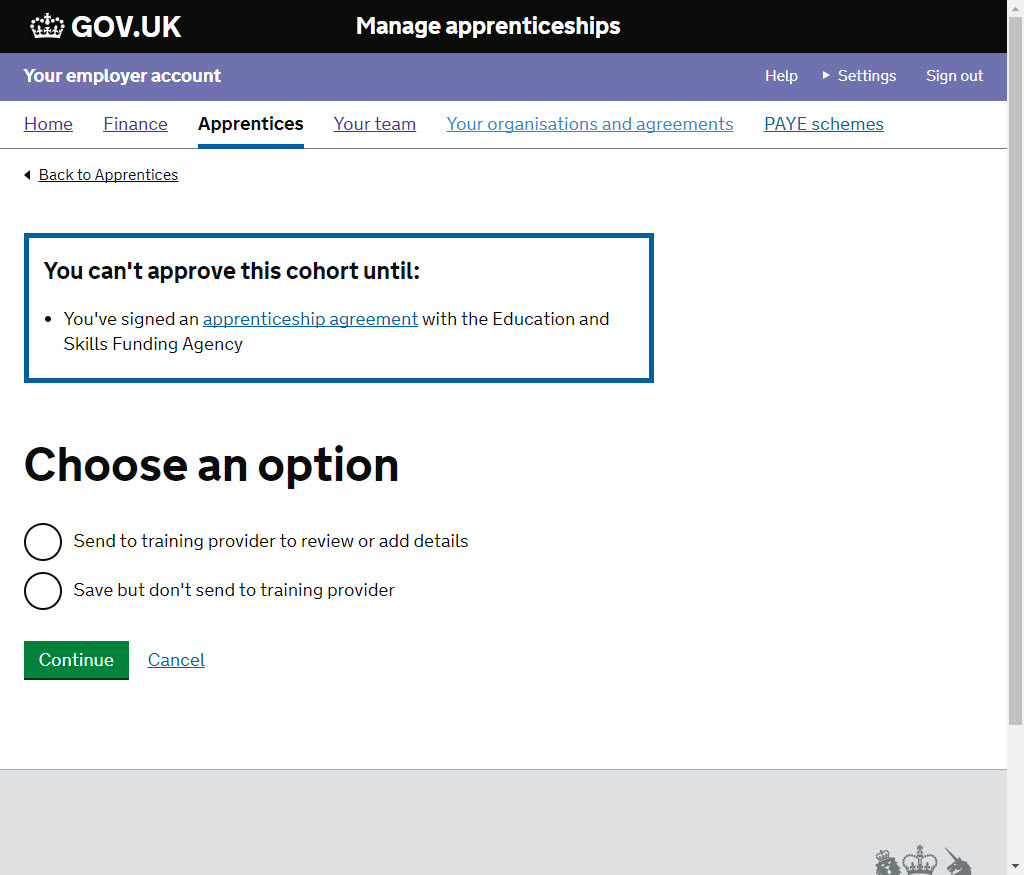 GOV.UK Manage apprenticeships
Your employer account Help Settings Sign out
Home Finance Apprentices Your team Your organisations and agreements PAYE schemes
Back to Apprentices
You can't approve this cohort until:
• You've signed an apprenticeship agreement with the Education and
Skills Funding Agency
Choose an option
Send to training provider to review or add details
Save but don't send to training provider
Continue Cancel